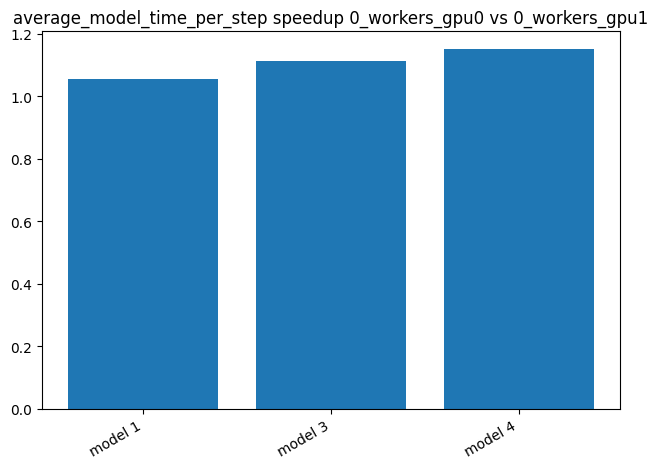 average_model_time_per_step speedup 0_workers_gpu0 vs 0_workers_gpu1
1.2
1.0
0.8
0.6
0.4
0.2
0.0
model 1
model 3
model 4